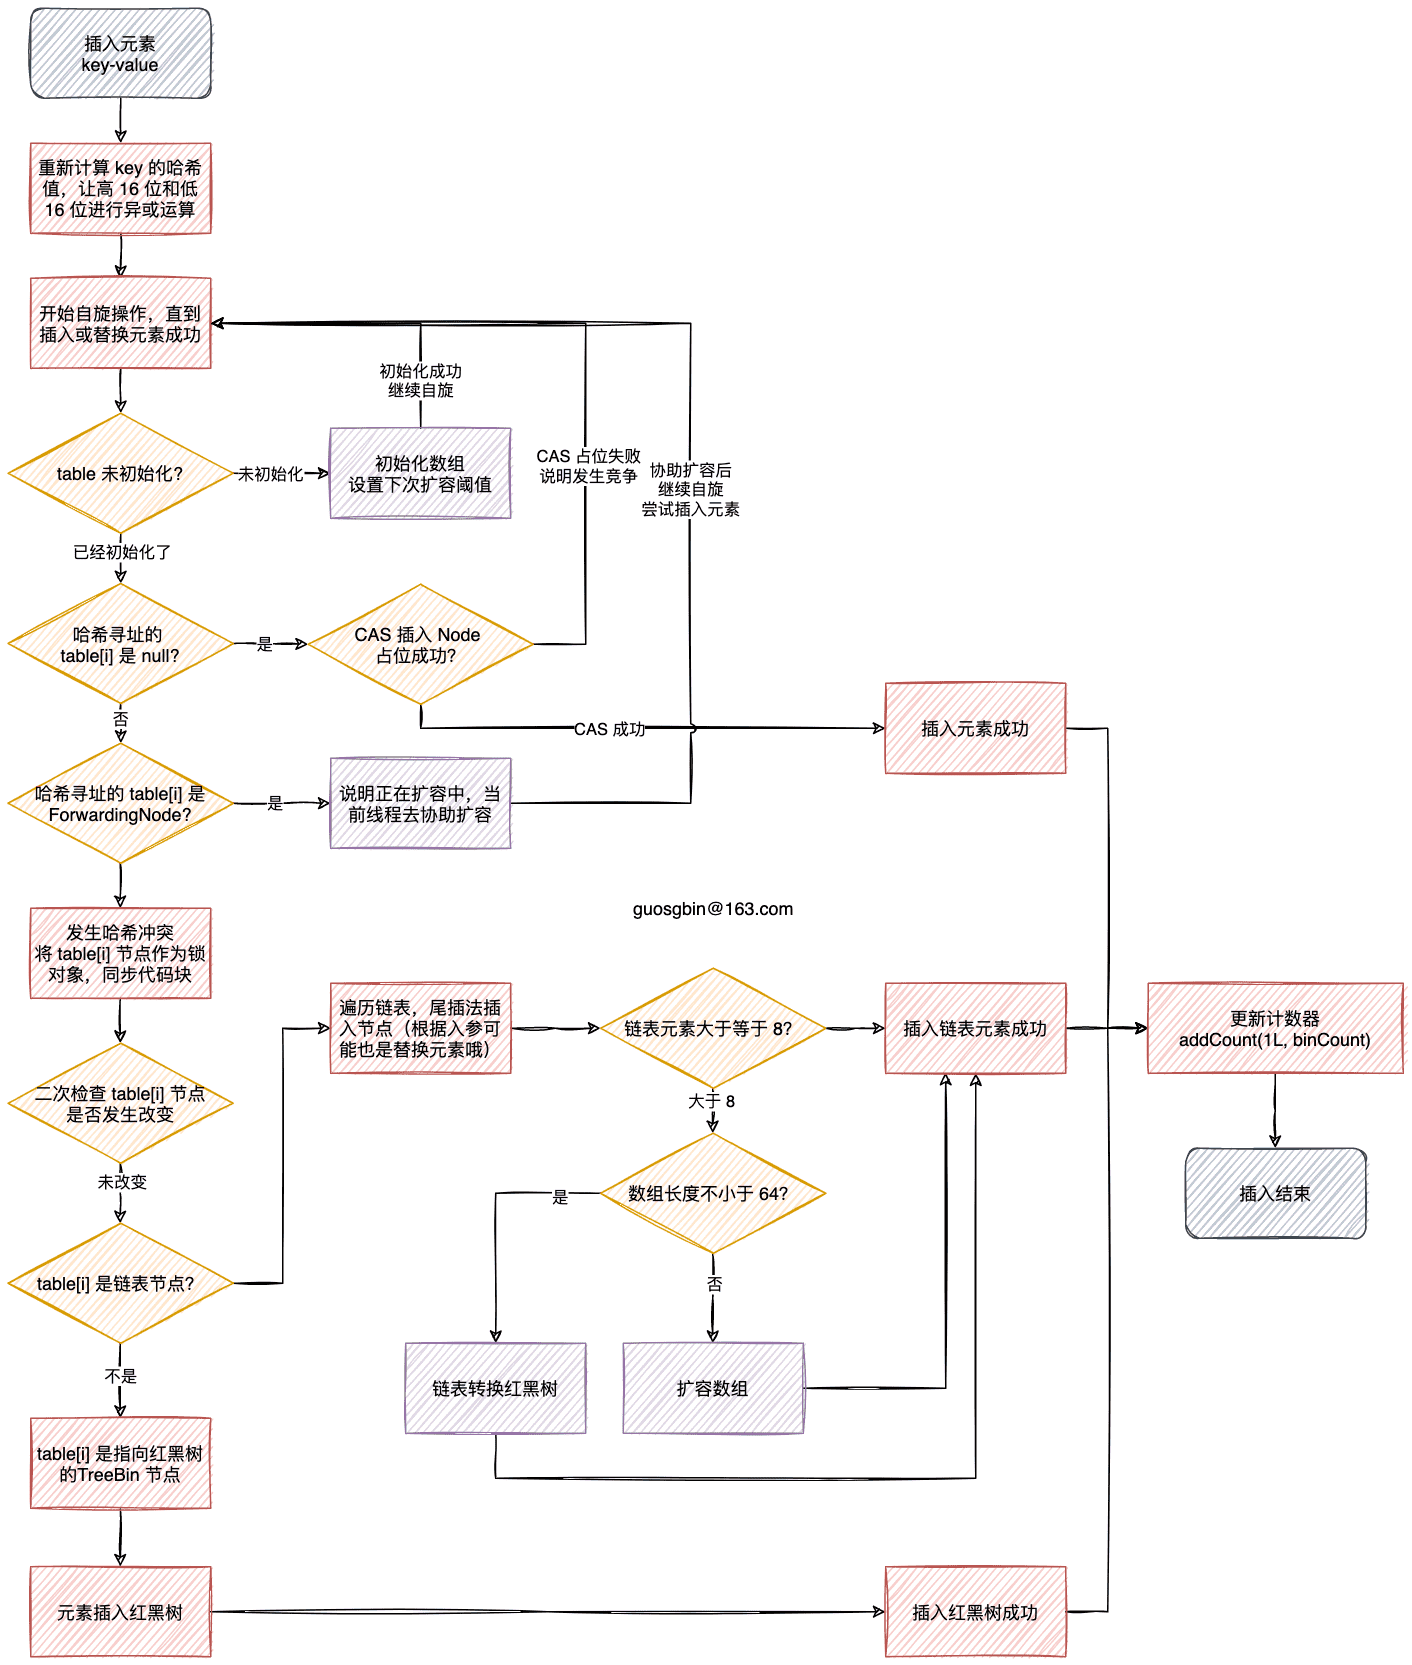 插入元素
key-value
重新计算 key 的哈希
值，让高 16 位和低
16 位进行异或运算
开始自旋操作，直到
插入或替换元素成功
初始化成功
继续自旋
table 未初始化?
未初始化
初始化数组
设置下次扩容阈值
CAS 占位失败
说明发生竞争
协助扩容后
继续自旋
尝试插入元素
已经初始化了
哈希寻址的
table[i] 是 null?
是
CAS 插入 Node
占位成功?
否
CAS 成功
插入元素成功
哈希寻址的 table[i] 是
ForwardingNode?
是
说明正在扩容中，当
前线程去协助扩容
guosgbin@163.com
发生哈希冲突
将 table[i] 节点作为锁
对象，同步代码块
遍历链表，尾插法插
入节点（根据入参可
能也是替换元素哦）
链表元素大于等于 8?
插入链表元素成功
更新计数器
addCount(1L, binCount)
二次检查 table[i] 节点
是否发生改变
大于 8
未改变
是
数组长度不小于 64?
插入结束
table[i] 是链表节点?
否
不是
链表转换红黑树
扩容数组
table[i] 是指向红黑树
的TreeBin 节点
元素插入红黑树
插入红黑树成功